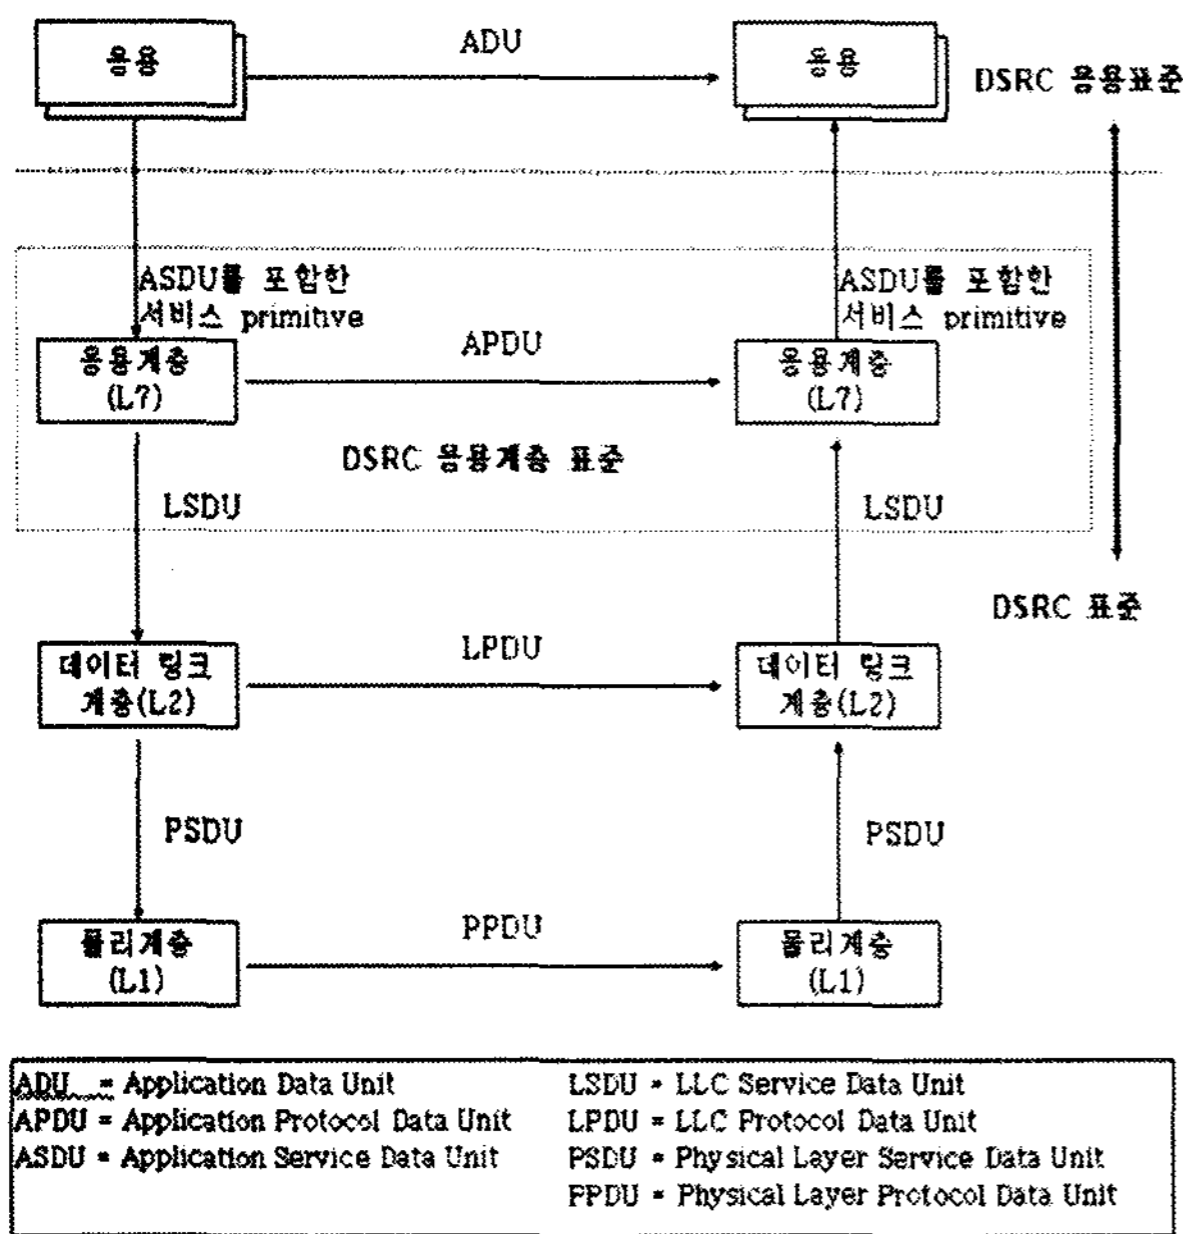 응용
ADU
응용
DSRC 응용표준
ASDU를 포함한
서비스 primitive
ASDU를 포함한
서비스 primitive
응용계층
(L7)
APDU
응용계층
(L7)
DSRC 응용계층 표준
LSDU
LSDU
DSRC 표준
데이터 링크
계층(L2)
LPDU
데이터 링크
계층(L2)
PSDU
PSDU
물리계층
(L1)
PPDU
물리계층
(L1)
ADU = Application Data Unit
APDU = Application Protocol Data Unit
ASDU = Application Service Data Unit
LSDU = LLC Service Data Unit
LPDU = LLC Protocol Data Unit
PSDU = Physical Layer Service Data Unit
PPDU = Physical Layer Protocol Data Unit